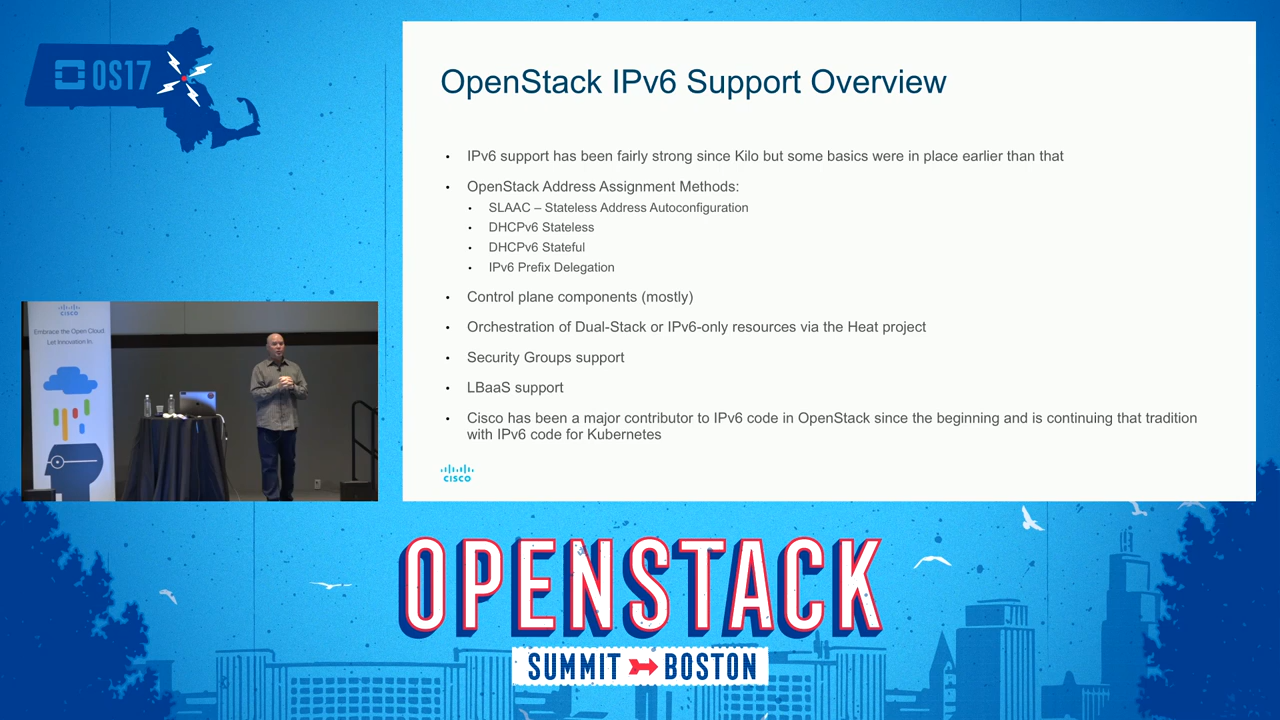 OS17
OpenStack IPv6 Support Overview
• IPv6 support has been fairly strong since Kilo but some basics were in place earlier than that
• OpenStack Address Assignment Methods:
• SLAAC – Stateless Address Autoconfiguration
• DHCPv6 Stateless
• DHCPv6 Stateful
• IPv6 Prefix Delegation
• Control plane components (mostly)
• Orchestration of Dual-Stack or IPv6-only resources via the Heat project
• Security Groups support
• LBaaS support
• Cisco has been a major contributor to IPv6 code in OpenStack since the beginning and is continuing that tradition
with IPv6 code for Kubernetes
CISCO
CISCO
Embrace the Open Cloud.
Let Innovation In.
OPENSTACK
SUMMIT BOSTON